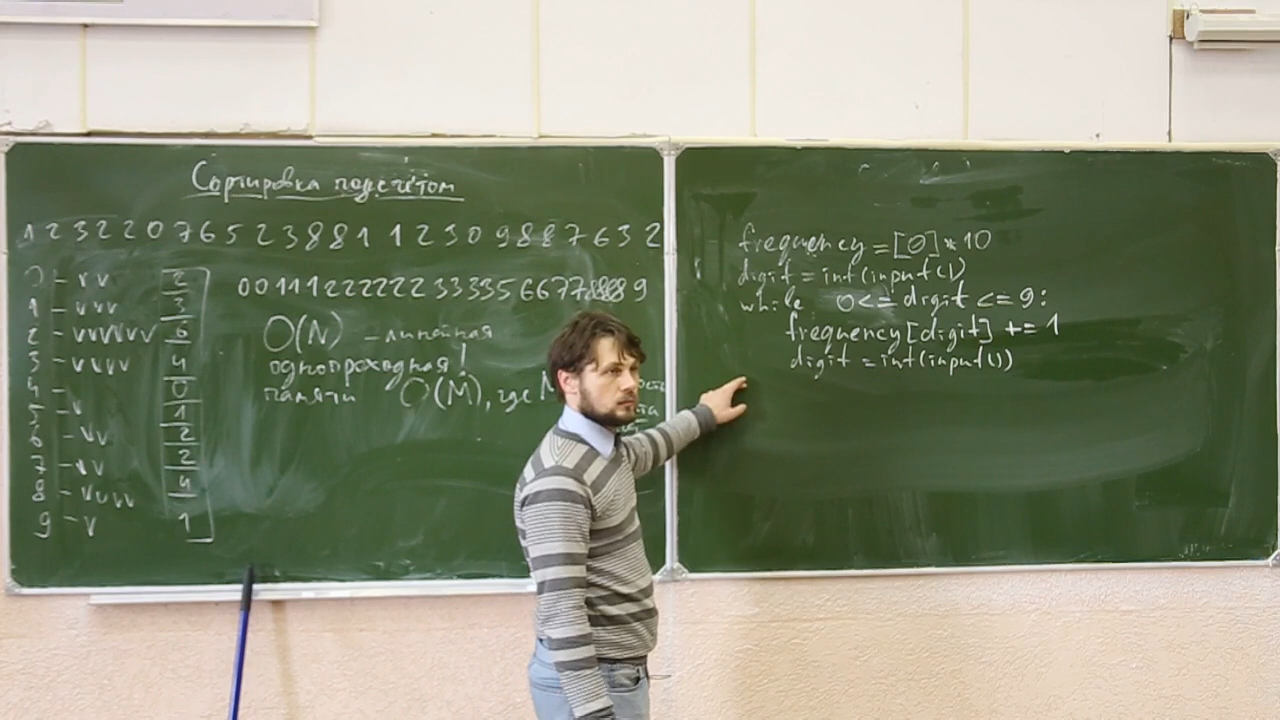 Сортировка подсчётом
1 2 3 2 2 0 7 6 5 2 3 8 8 1 1 2 3 0 9 8 8 7 6 3 2
0 - v v 2
1 - v v v 3
2 - v v v v v v 6
3 - v v v v 4
4 - 0
5 - v 1
6 - v v 2
7 - v v 2
8 - v v v v 4
9 - v 1
0 0 1 1 1 2 2 2 2 2 2 3 3 3 3 5 6 6 7 7 8 8 8 8 9
O(N) - линейная
однопроходная!
памяти O(M), где M
frequency = [0] * 10
digit = int(input())
while 0 <= digit <= 9:
frequency[digit] += 1
digit = int(input())